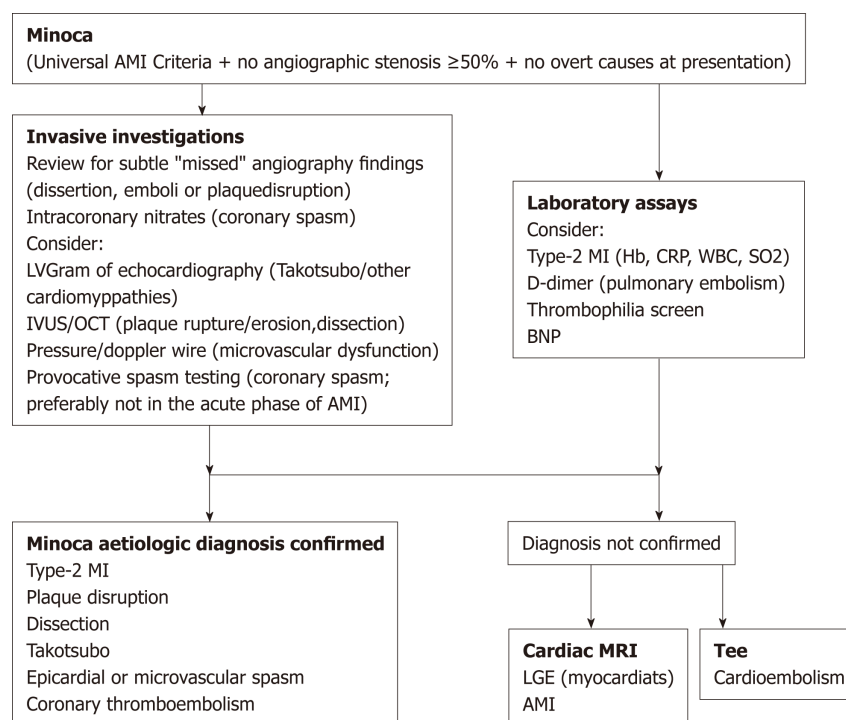 Minoca
(Universal AMI Criteria + no angiographic stenosis ≥50% + no overt causes at presentation)
Invasive investigations
Review for subtle "missed" angiography findings
(dissertion, emboli or plaquedisruption)
Intracoronary nitrates (coronary spasm)
Consider:
LVGram of echocardiography (Takotsubo/other
cardiomyppathies)
IVUS/OCT (plaque rupture/erosion,dissection)
Pressure/doppler wire (microvascular dysfunction)
Provocative spasm testing (coronary spasm;
preferably not in the acute phase of AMI)
Laboratory assays
Consider:
Type-2 MI (Hb, CRP, WBC, SO2)
D-dimer (pulmonary embolism)
Thrombophilia screen
BNP
Minoca aetiologic diagnosis confirmed
Type-2 MI
Plaque disruption
Dissection
Takotsubo
Epicardial or microvascular spasm
Coronary thromboembolism
Diagnosis not confirmed
Cardiac MRI
LGE (myocardiats)
AMI
Tee
Cardioembolism